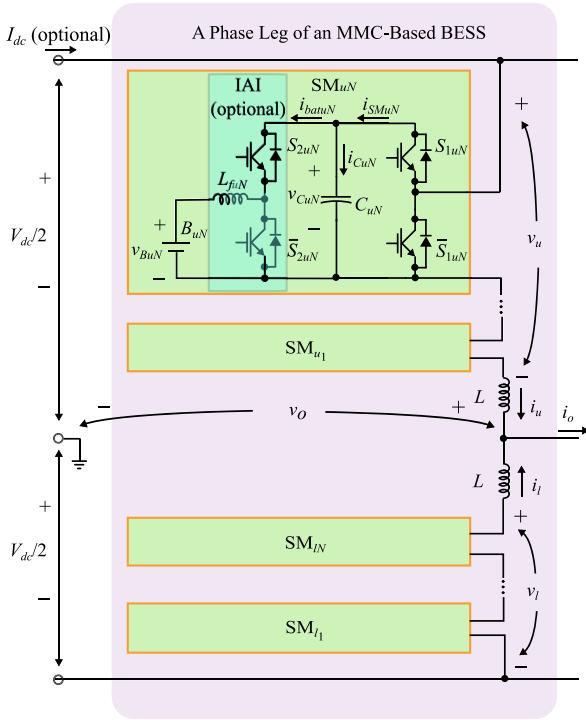 I_dc (optional)
A Phase Leg of an MMC-Based BESS
IAI
(optional)
SM_uN
i_batuN
i_SMuN
+
S_2uN
i_CuN
S_1uN
L_fuN
+
v_CuN
C_uN
+
B_uN
+
V_dc/2
v_BuN
S̅_2uN
−
S̅_1uN
v_u
−
−
SM_u1
−
L
i_u
−
v_O
+
i_o
+
L
i_l
+
V_dc/2
SM_lN
−
v_l
SM_l1
−